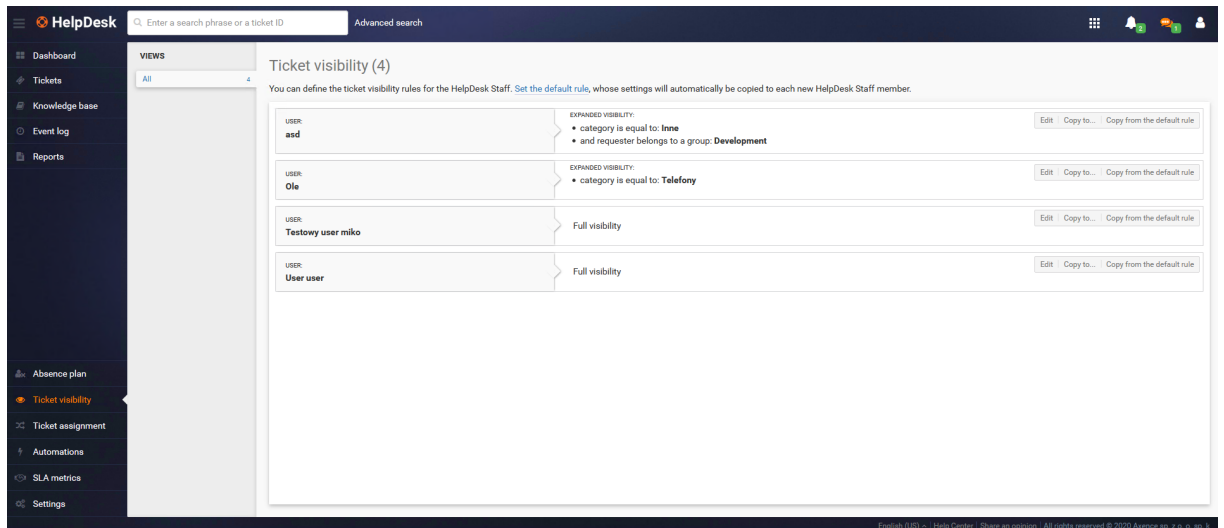 HelpDesk
Enter a search phrase or a ticket ID
Advanced search
2
1
Dashboard
Tickets
Knowledge base
Event log
Reports
Absence plan
Ticket visibility
Ticket assignment
Automations
SLA metrics
Settings
VIEWS
All 4
Ticket visibility (4)
You can define the ticket visibility rules for the HelpDesk Staff. Set the default rule, whose settings will automatically be copied to each new HelpDesk Staff member.
USER:
asd
EXPANDED VISIBILITY:
• category is equal to: Inne
• and requester belongs to a group: Development
Edit Copy to... Copy from the default rule
USER:
Ole
EXPANDED VISIBILITY:
• category is equal to: Telefony
Edit Copy to... Copy from the default rule
USER:
Testowy user miko
Full visibility
Edit Copy to... Copy from the default rule
USER:
User user
Full visibility
Edit Copy to... Copy from the default rule
English (US) | Help Center | Share an opinion | All rights reserved © 2020 Axence sp. z o. o. sp. k